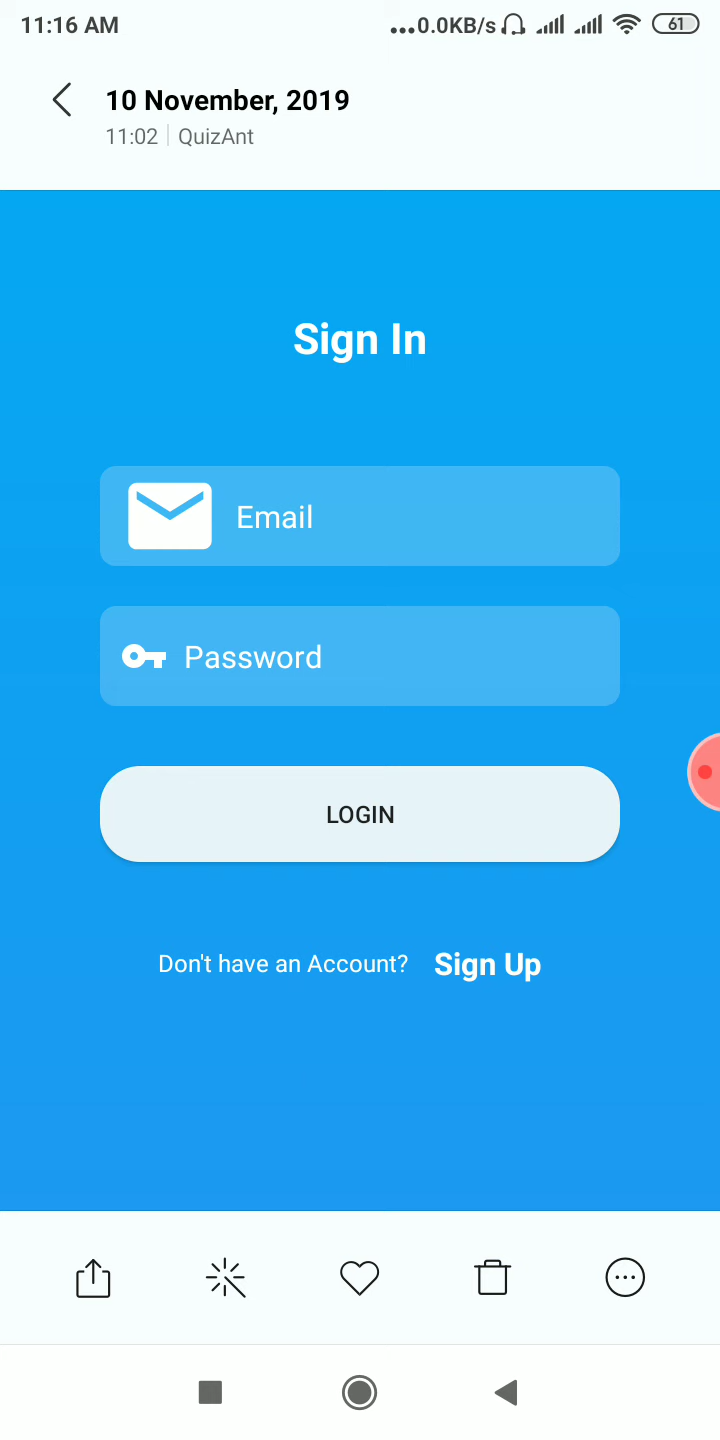 11:16 AM ...0.0KB/s 61
10 November, 2019
11:02 QuizAnt
Sign In
Email
Password
LOGIN
Don't have an Account? Sign Up